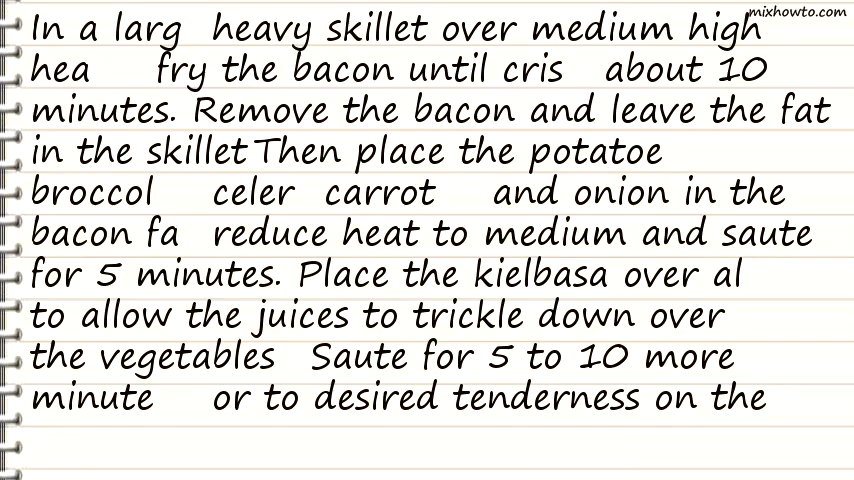 mixhowto.com
In a larg heavy skillet over medium high
hea fry the bacon until cris about 10
minutes. Remove the bacon and leave the fat
in the skillet Then place the potatoe
broccol celer carrot and onion in the
bacon fa reduce heat to medium and saute
for 5 minutes. Place the kielbasa over al
to allow the juices to trickle down over
the vegetables Saute for 5 to 10 more
minute or to desired tenderness on the